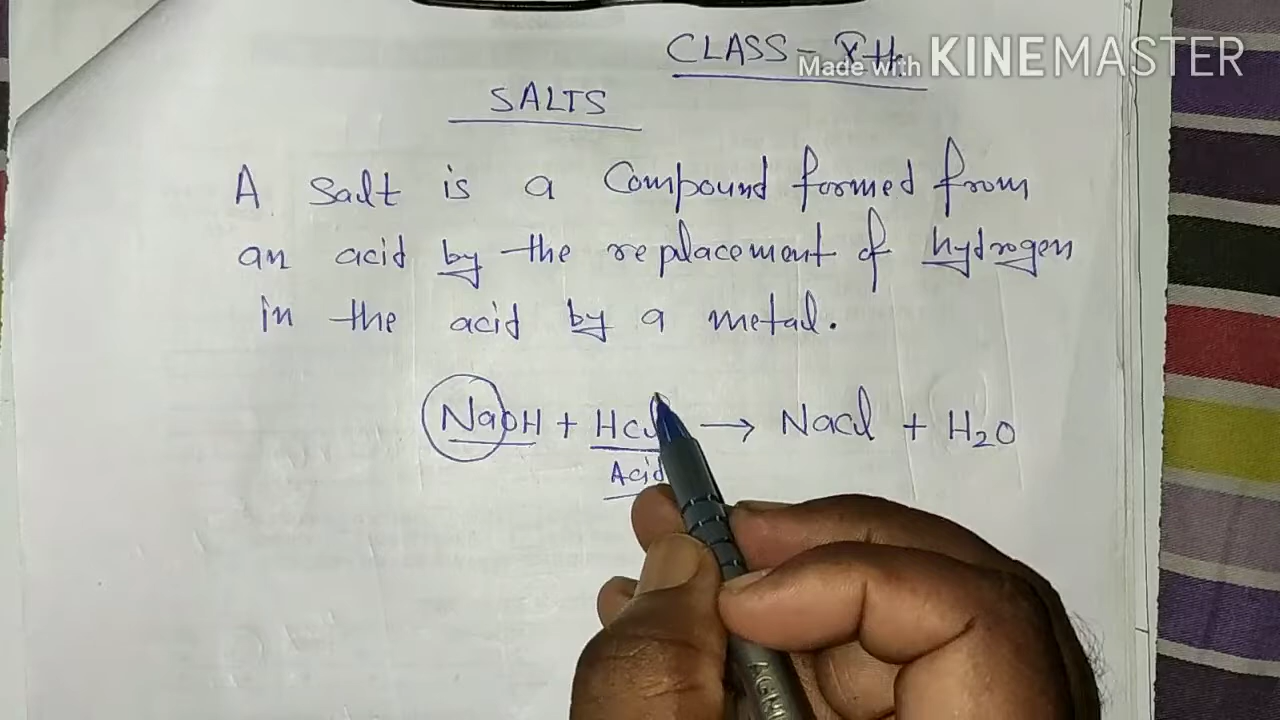 CLASS - Xth
Made with KINEMASTER
SALTS
A salt is a Compound formed from
an acid by the replacement of hydrogen
in the acid by a metal.
NaOH + Hcl → Nacl + H₂O
Acid
AGM